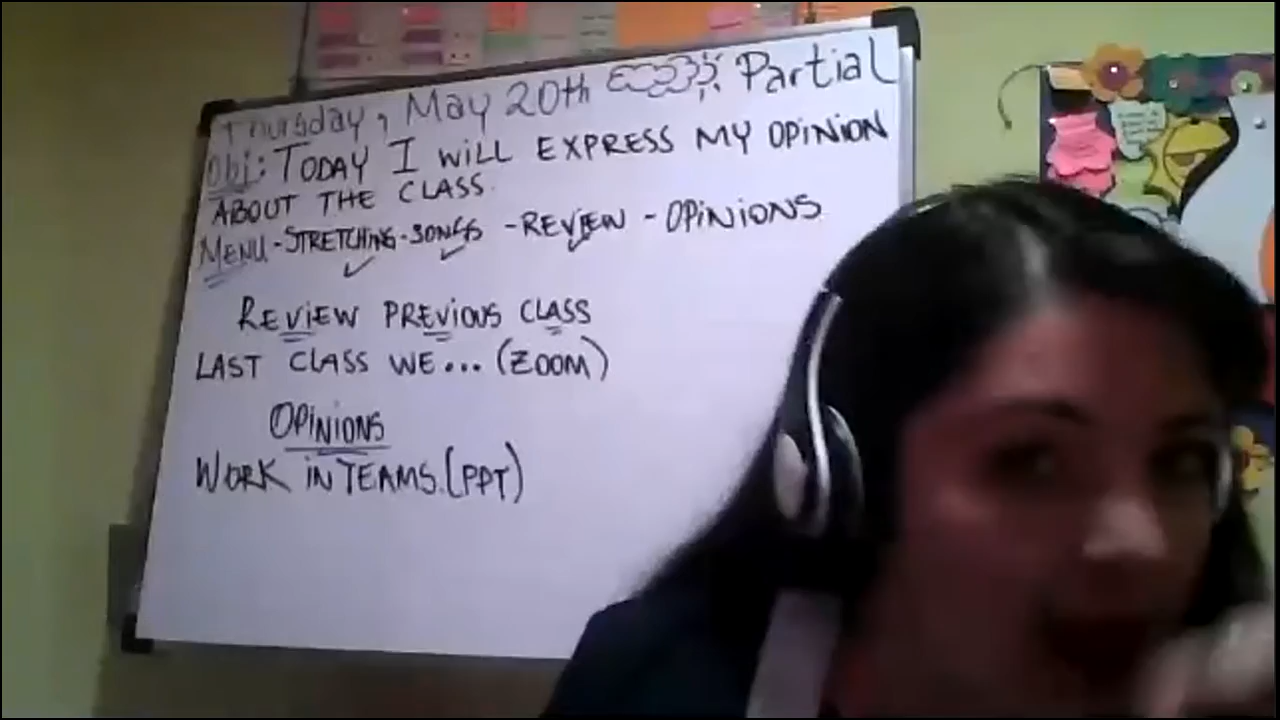 Thursday, May 20th Partial
Obj: TODAY I WILL EXPRESS MY OPINION
ABOUT THE CLASS.
MENU - STRETCHING - SONGS - REVIEW - OPINIONS
REVIEW PREVIOUS CLASS
LAST CLASS WE... (ZOOM)
OPINIONS
WORK IN TEAMS. (PPT)